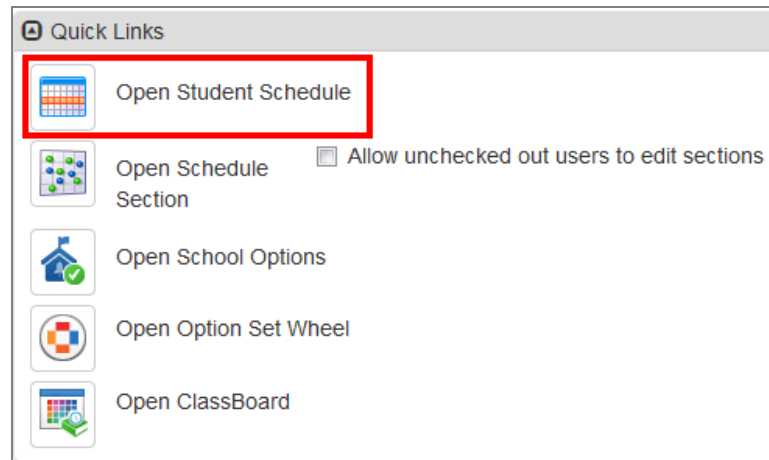 Quick Links
Open Student Schedule
Open Schedule
Section
Allow unchecked out users to edit sections
Open School Options
Open Option Set Wheel
Open ClassBoard